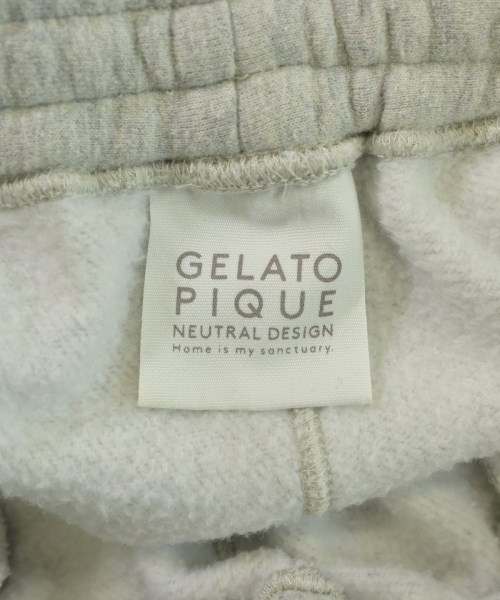 GELATO
PIQUE
NEUTRAL DESIGN
Home is my sanctuary.